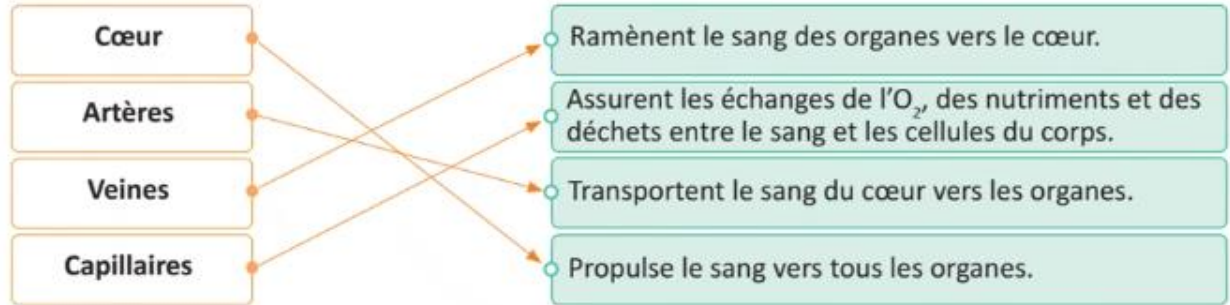 Cœur
Artères
Veines
Capillaires
Ramènent le sang des organes vers le cœur.
Assurent les échanges de l'O₂, des nutriments et des
déchets entre le sang et les cellules du corps.
Transportent le sang du cœur vers les organes.
Propulse le sang vers tous les organes.